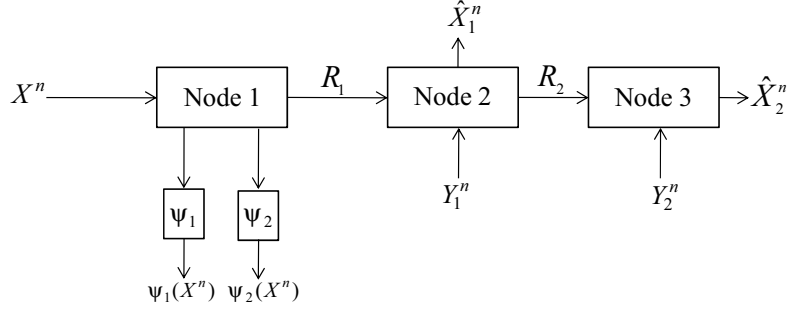 X̂₁ⁿ
Xⁿ Node 1 R₁ Node 2 R₂ Node 3 X̂₂ⁿ
Y₁ⁿ Y₂ⁿ
ψ₁ ψ₂
ψ₁(Xⁿ) ψ₂(Xⁿ)